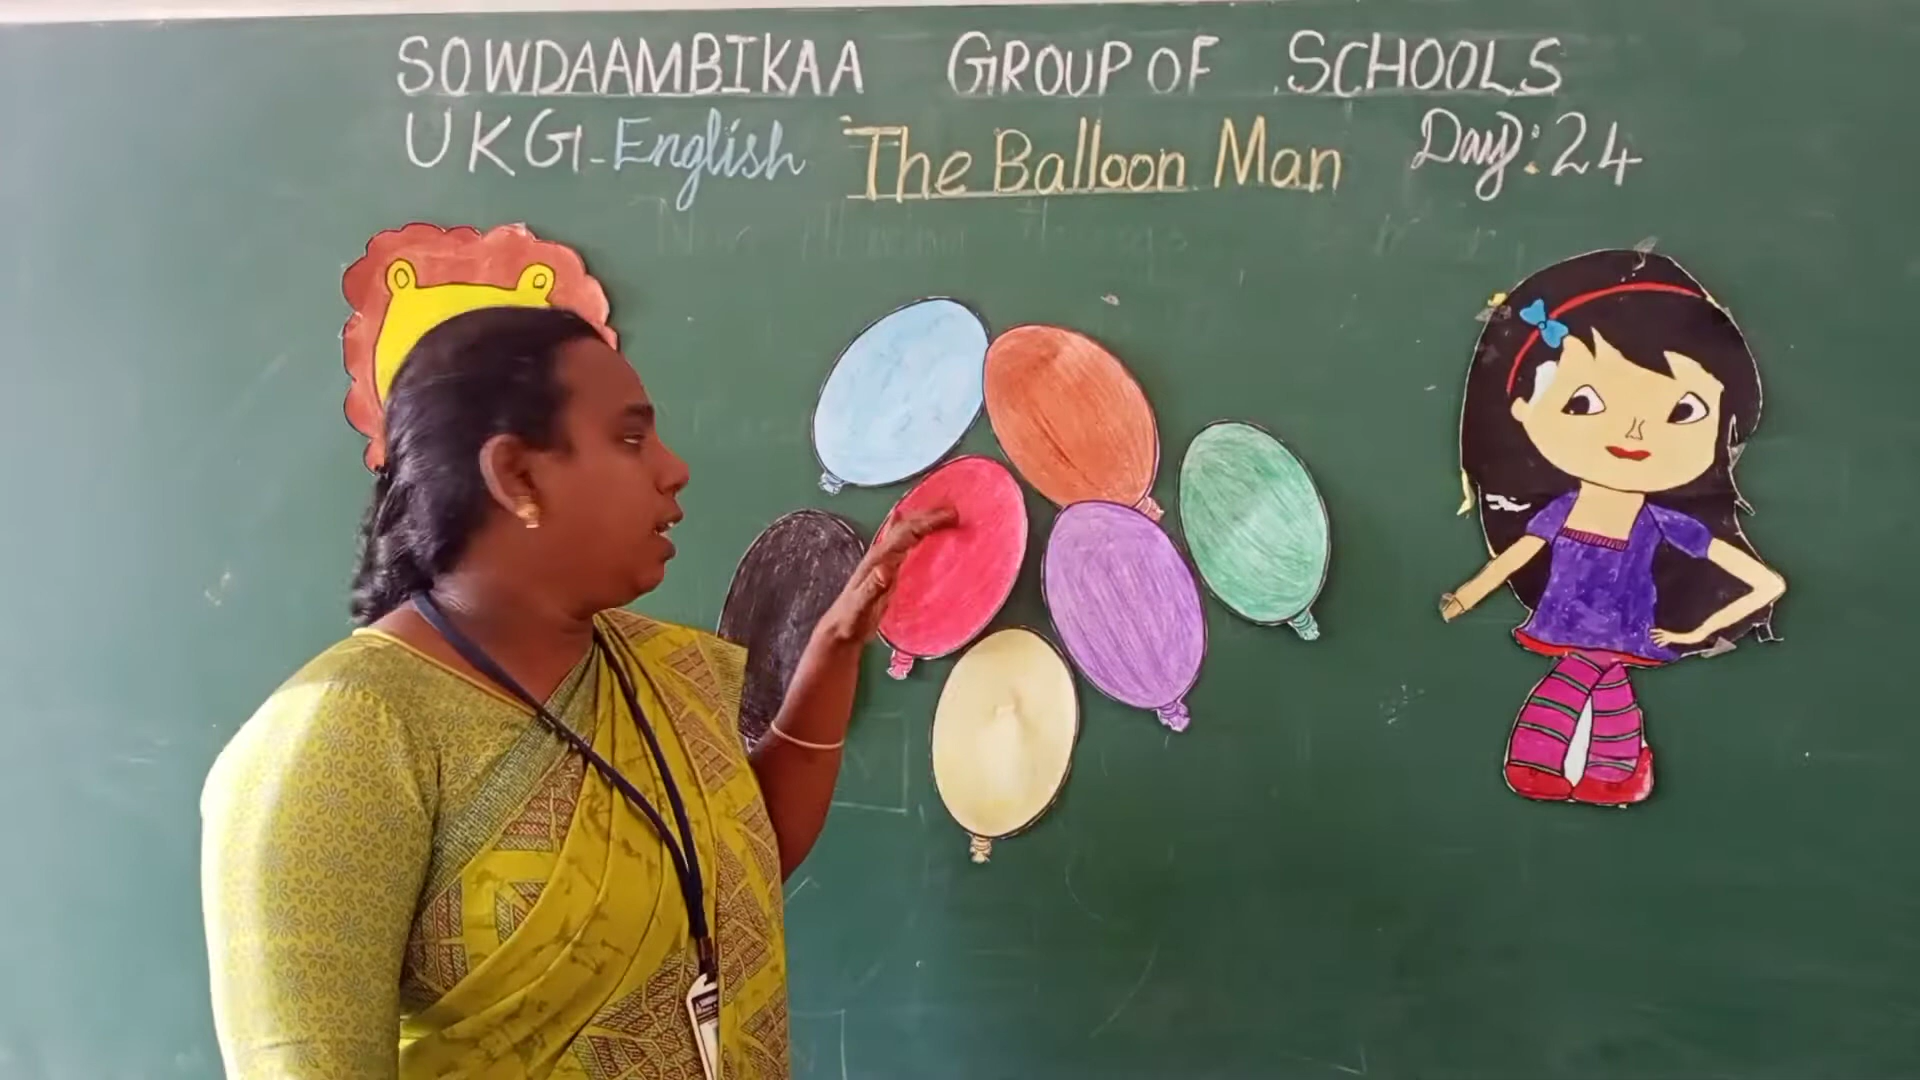 SOWDAAMBIKAA GROUP OF SCHOOLS
UKG - English The Balloon Man Day: 24